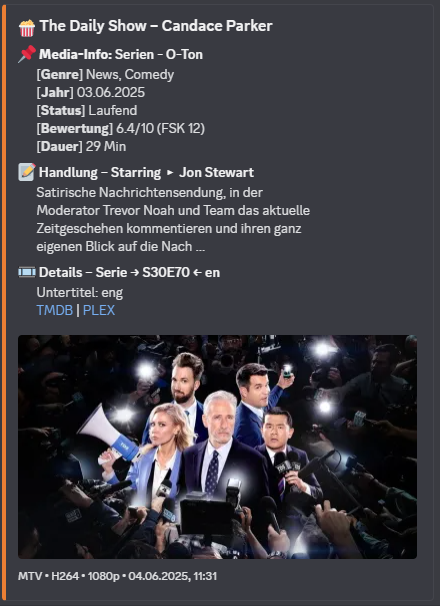 🍿 The Daily Show – Candace Parker
📌 Media-Info: Serien - O-Ton
[Genre] News, Comedy
[Jahr] 03.06.2025
[Status] Laufend
[Bewertung] 6.4/10 (FSK 12)
[Dauer] 29 Min
📝 Handlung – Starring ▸ Jon Stewart
Satirische Nachrichtensendung, in der
Moderator Trevor Noah und Team das aktuelle
Zeitgeschehen kommentieren und ihren ganz
eigenen Blick auf die Nach ...
🎟️ Details – Serie → S30E70 ← en
Untertitel: eng
TMDB | PLEX
MTV • H264 • 1080p • 04.06.2025, 11:31